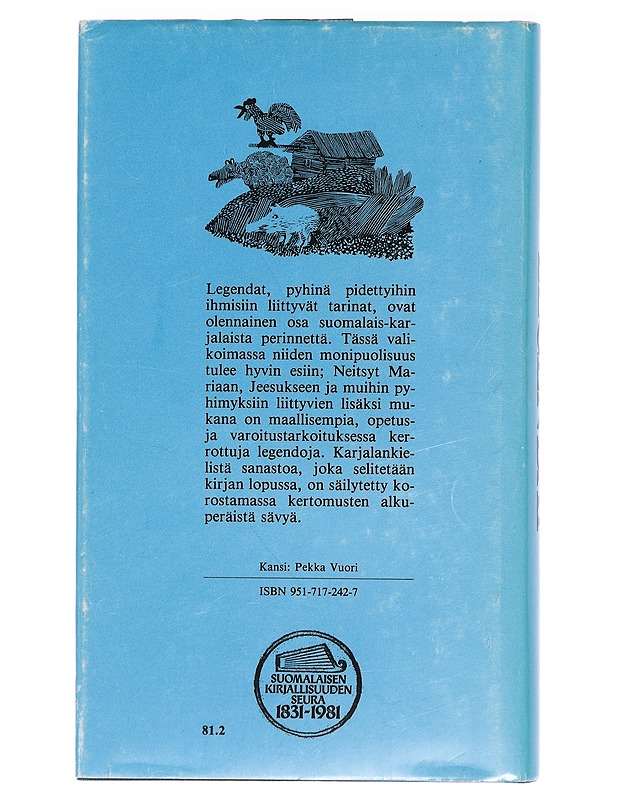 Legendat, pyhinä pidettyihin
ihmisiin liittyvät tarinat, ovat
olennainen osa suomalais-kar-
jalaista perinnettä. Tässä vali-
koimassa niiden monipuolisuus
tulee hyvin esiin; Neitsyt Ma-
riaan, Jeesukseen ja muihin py-
himyksiin liittyvien lisäksi mu-
kana on maallisempia, opetus-
ja varoitustarkoituksessa ker-
rottuja legendoja. Karjalankie-
listä sanastoa, joka selitetään
kirjan lopussa, on säilytetty ko-
rostamassa kertomusten alku-
peräistä sävyä.
Kansi: Pekka Vuori
ISBN 951-717-242-7
SUOMALAISEN
KIRJALLISUUDEN
SEURA
1831-1981
81.2